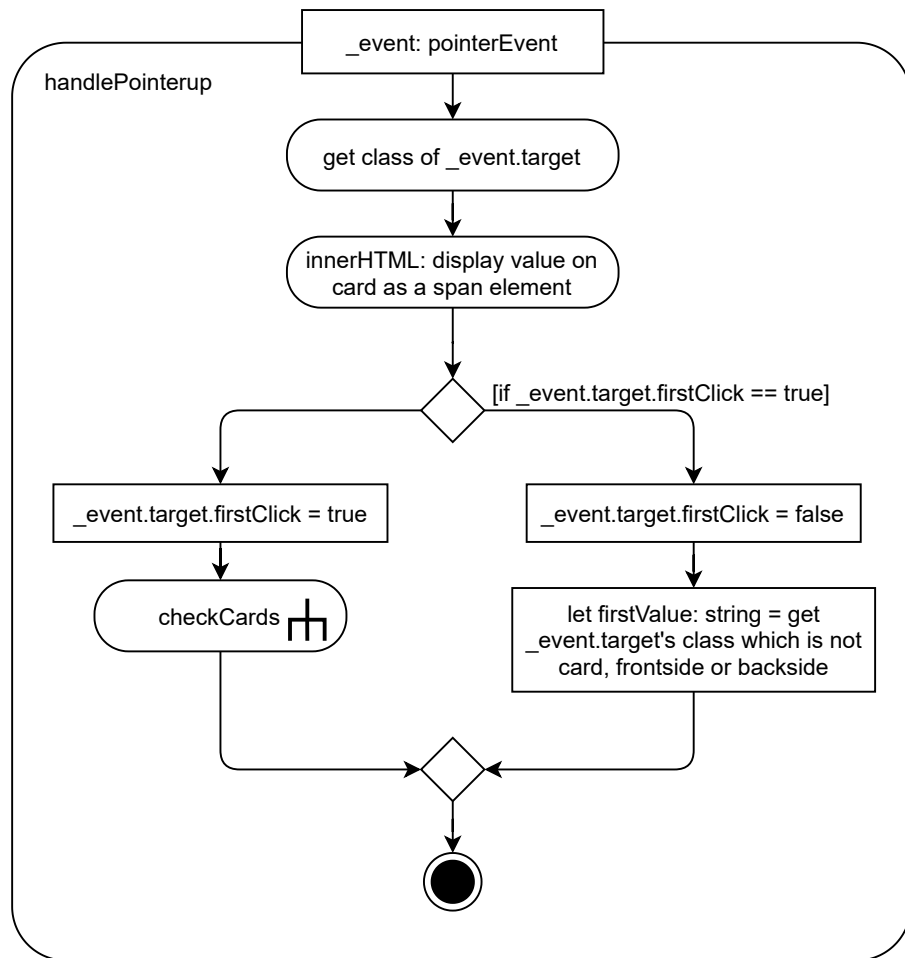 _event: pointerEvent
handlePointerup
get class of _event.target
innerHTML: display value on
card as a span element
[if _event.target.firstClick == true]
_event.target.firstClick = true
_event.target.firstClick = false
checkCards
let firstValue: string = get
_event.target's class which is not
card, frontside or backside